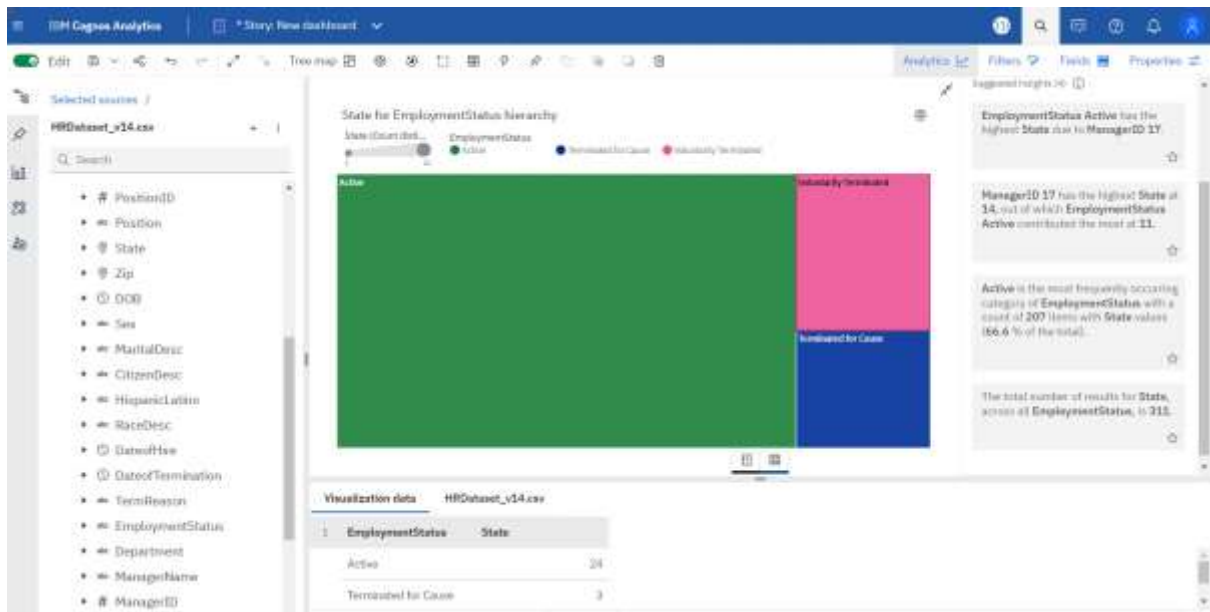 IBM Cognos Analytics
* Story: New dashboard
Edit
Tree map
Analytics
Filters
Fields
Properties
Selected sources /
HRDataset_v14.csv
Search
PositionID
Position
State
Zip
DOB
Sex
MaritalDesc
CitizenDesc
HispanicLatino
RaceDesc
DateofHire
DateofTermination
TermReason
EmploymentStatus
Department
ManagerName
ManagerID
State for EmploymentStatus hierarchy
State (Count disti...
EmploymentStatus
Active
Terminated for Cause
Voluntarily Terminated
Active
Voluntarily Terminated
Terminated for Cause
Visualization data
HRDataset_v14.csv
EmploymentStatus State
Active 24
Terminated for Cause 3
Suggested insights
EmploymentStatus Active has the
highest State due to ManagerID 17.
ManagerID 17 has the highest State at
14, out of which EmploymentStatus
Active contributed the most at 11.
Active is the most frequently occurring
category of EmploymentStatus with a
count of 207 items with State values
(66.6 % of the total).
The total number of results for State,
across all EmploymentStatus, is 311.